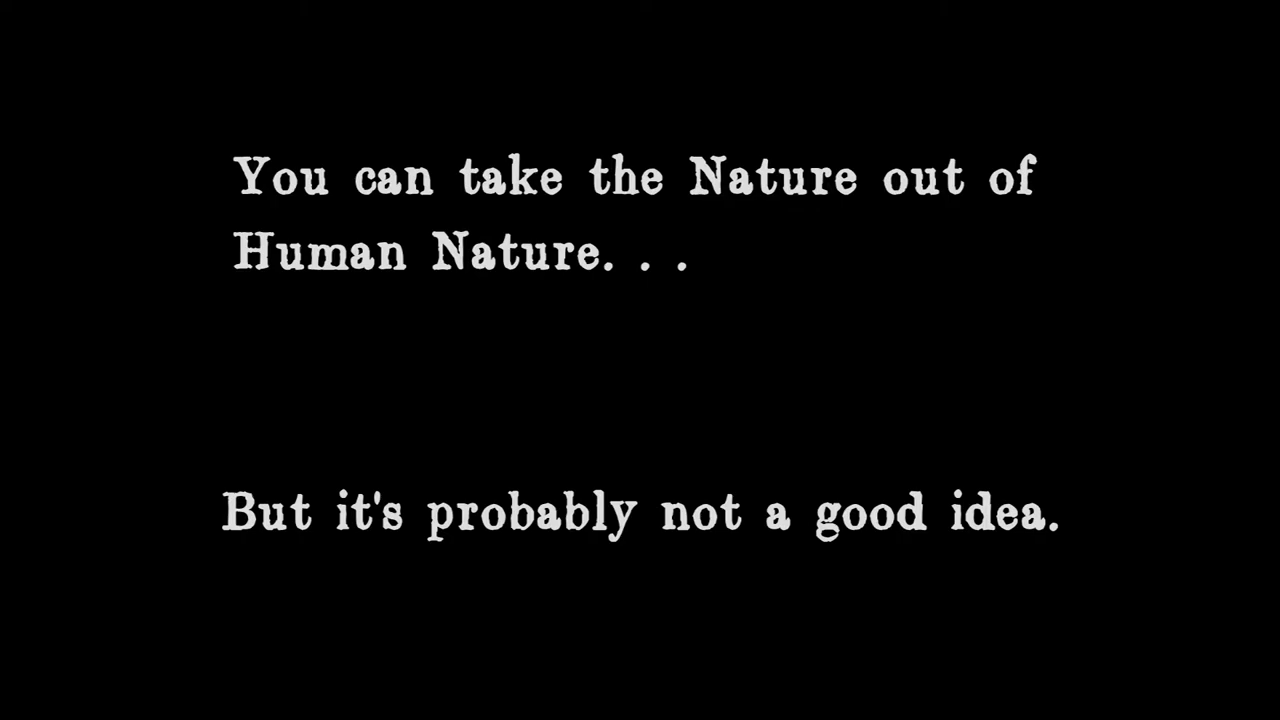 You can take the Nature out of
Human Nature. . .
But it's probably not a good idea.